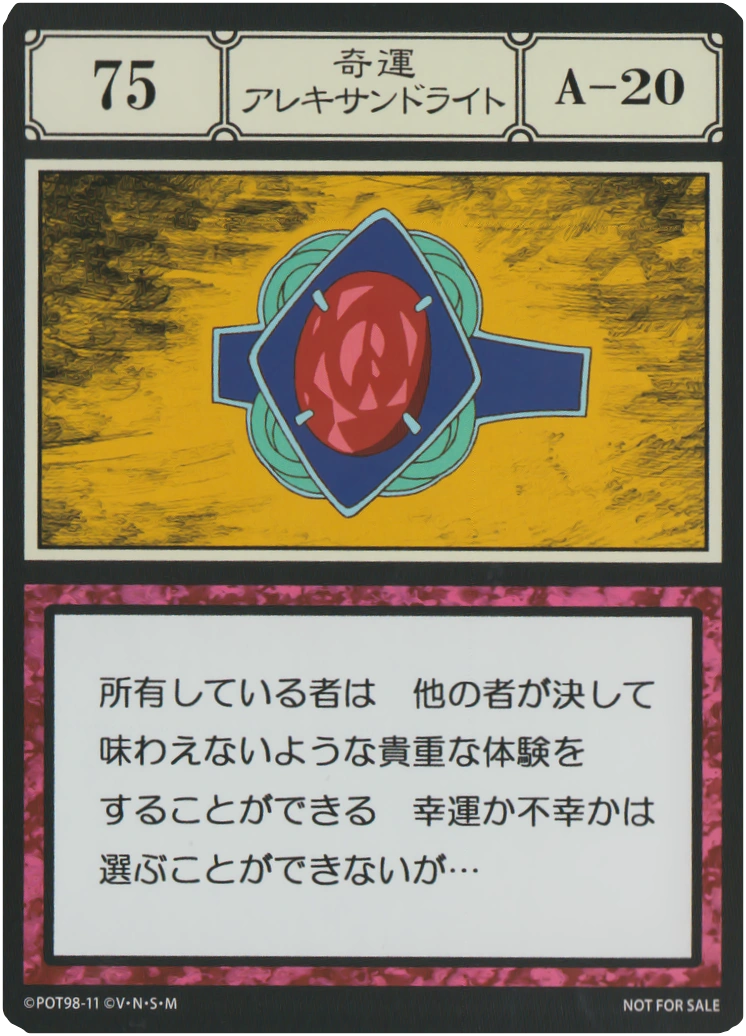 75
奇運
アレキサンドライト
A-20
所有している者は　他の者が決して
味わえないような貴重な体験を
することができる　幸運か不幸かは
選ぶことができないが…
©POT98-11 ©V・N・S・M
NOT FOR SALE